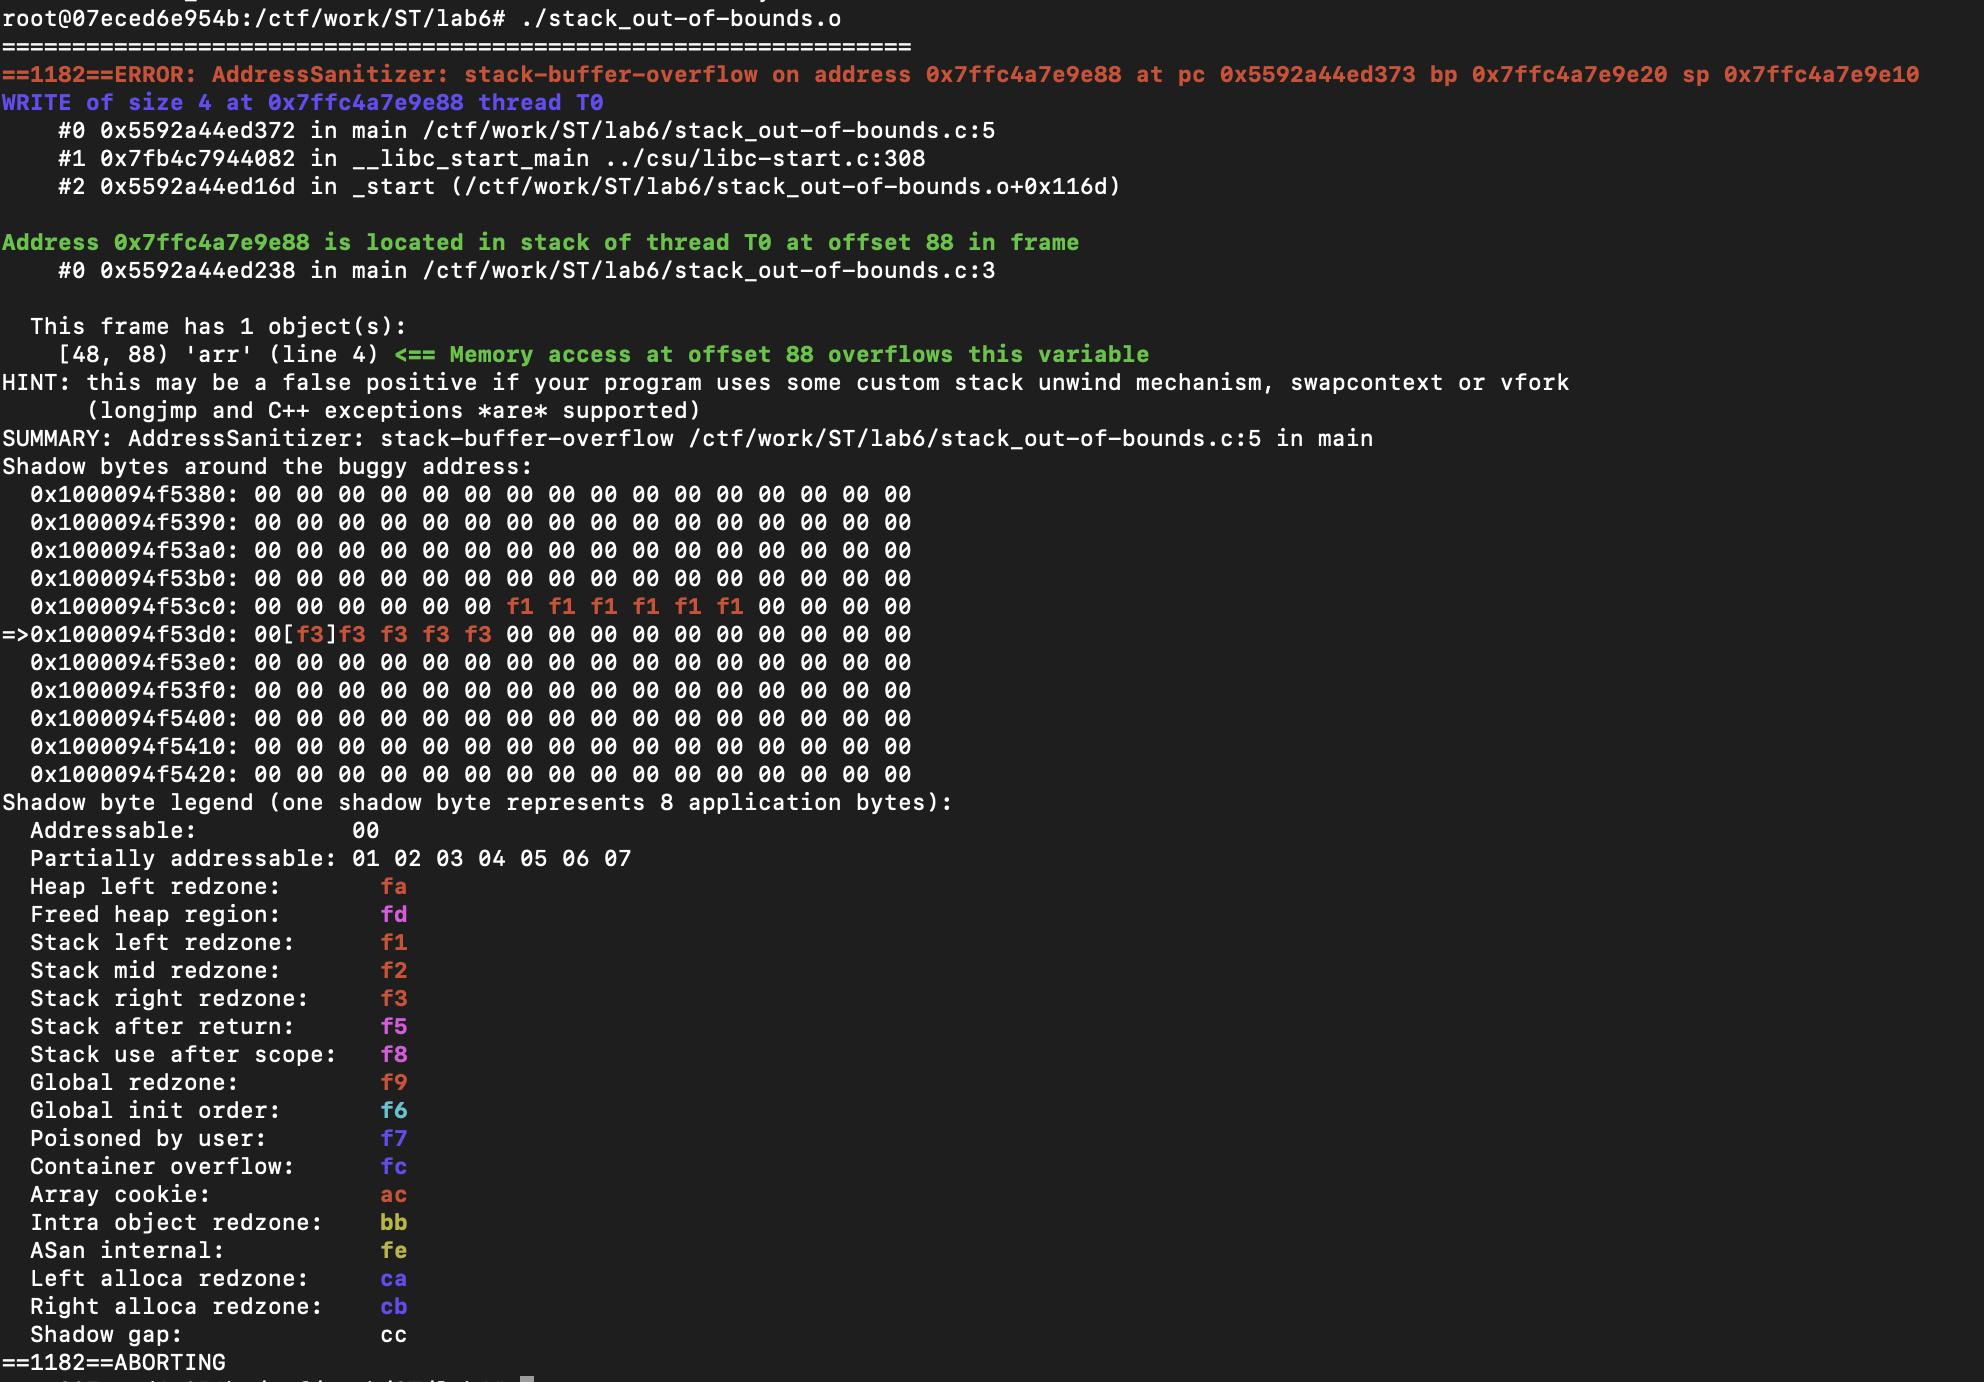 root@07eced6e954b:/ctf/work/ST/lab6# ./stack_out-of-bounds.o
=================================================================
==1182==ERROR: AddressSanitizer: stack-buffer-overflow on address 0x7ffc4a7e9e88 at pc 0x5592a44ed373 bp 0x7ffc4a7e9e20 sp 0x7ffc4a7e9e10
WRITE of size 4 at 0x7ffc4a7e9e88 thread T0
    #0 0x5592a44ed372 in main /ctf/work/ST/lab6/stack_out-of-bounds.c:5
    #1 0x7fb4c7944082 in __libc_start_main ../csu/libc-start.c:308
    #2 0x5592a44ed16d in _start (/ctf/work/ST/lab6/stack_out-of-bounds.o+0x116d)
Address 0x7ffc4a7e9e88 is located in stack of thread T0 at offset 88 in frame
    #0 0x5592a44ed238 in main /ctf/work/ST/lab6/stack_out-of-bounds.c:3
  This frame has 1 object(s):
    [48, 88) 'arr' (line 4) <== Memory access at offset 88 overflows this variable
HINT: this may be a false positive if your program uses some custom stack unwind mechanism, swapcontext or vfork
      (longjmp and C++ exceptions *are* supported)
SUMMARY: AddressSanitizer: stack-buffer-overflow /ctf/work/ST/lab6/stack_out-of-bounds.c:5 in main
Shadow bytes around the buggy address:
  0x1000094f5380: 00 00 00 00 00 00 00 00 00 00 00 00 00 00 00 00
  0x1000094f5390: 00 00 00 00 00 00 00 00 00 00 00 00 00 00 00 00
  0x1000094f53a0: 00 00 00 00 00 00 00 00 00 00 00 00 00 00 00 00
  0x1000094f53b0: 00 00 00 00 00 00 00 00 00 00 00 00 00 00 00 00
  0x1000094f53c0: 00 00 00 00 00 00 f1 f1 f1 f1 f1 f1 00 00 00 00
=>0x1000094f53d0: 00[f3]f3 f3 f3 f3 00 00 00 00 00 00 00 00 00 00
  0x1000094f53e0: 00 00 00 00 00 00 00 00 00 00 00 00 00 00 00 00
  0x1000094f53f0: 00 00 00 00 00 00 00 00 00 00 00 00 00 00 00 00
  0x1000094f5400: 00 00 00 00 00 00 00 00 00 00 00 00 00 00 00 00
  0x1000094f5410: 00 00 00 00 00 00 00 00 00 00 00 00 00 00 00 00
  0x1000094f5420: 00 00 00 00 00 00 00 00 00 00 00 00 00 00 00 00
Shadow byte legend (one shadow byte represents 8 application bytes):
  Addressable:           00
  Partially addressable: 01 02 03 04 05 06 07
  Heap left redzone:       fa
  Freed heap region:       fd
  Stack left redzone:      f1
  Stack mid redzone:       f2
  Stack right redzone:     f3
  Stack after return:      f5
  Stack use after scope:   f8
  Global redzone:          f9
  Global init order:       f6
  Poisoned by user:        f7
  Container overflow:      fc
  Array cookie:            ac
  Intra object redzone:    bb
  ASan internal:           fe
  Left alloca redzone:     ca
  Right alloca redzone:    cb
  Shadow gap:              cc
==1182==ABORTING